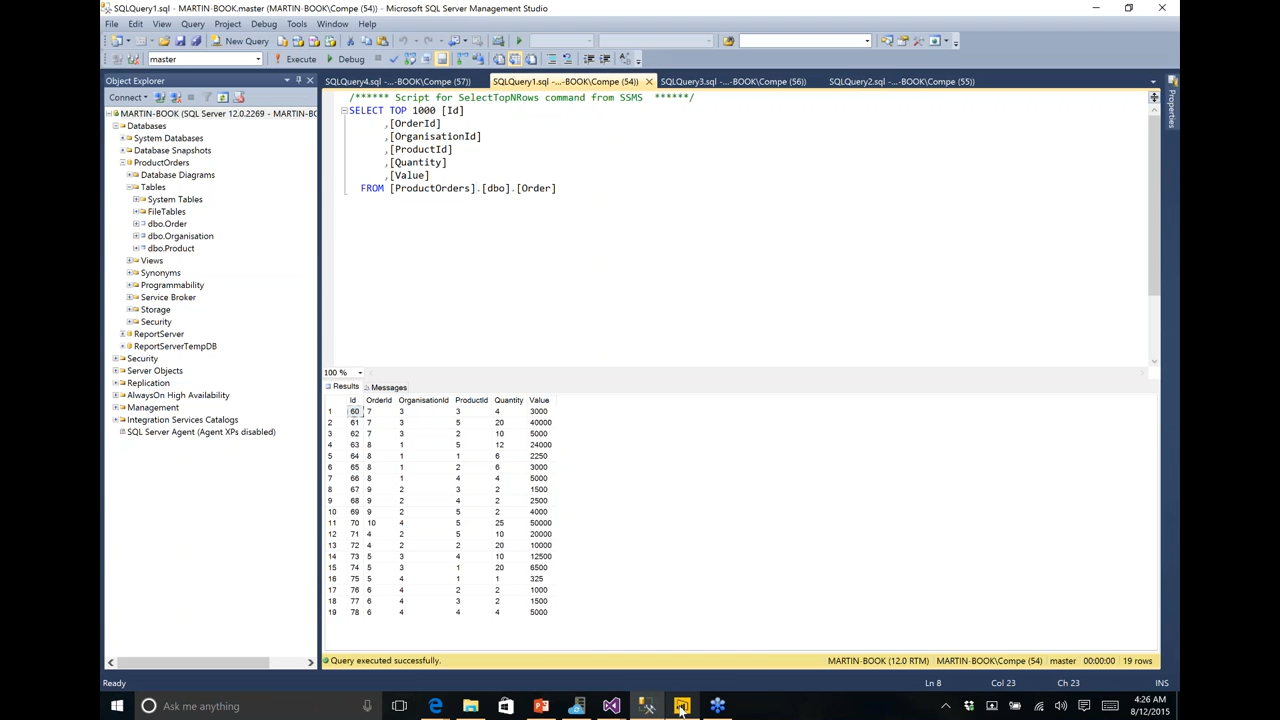 SQLQuery1.sql - MARTIN-BOOK.master (MARTIN-BOOK\Compe (54)) - Microsoft SQL Server Management Studio
File Edit View Query Project Debug Tools Window Help
New Query
master Execute Debug
Object Explorer
SQLQuery4.sql -...-BOOK\Compe (57)) SQLQuery1.sql -...-BOOK\Compe (54)) SQLQuery3.sql -...-BOOK\Compe (56)) SQLQuery2.sql -...-BOOK\Compe (55))
Properties
Connect
MARTIN-BOOK (SQL Server 12.0.2269 - MARTIN-BO
Databases
System Databases
Database Snapshots
ProductOrders
Database Diagrams
Tables
System Tables
FileTables
dbo.Order
dbo.Organisation
dbo.Product
Views
Synonyms
Programmability
Service Broker
Storage
Security
ReportServer
ReportServerTempDB
Security
Server Objects
Replication
AlwaysOn High Availability
Management
Integration Services Catalogs
SQL Server Agent (Agent XPs disabled)
/****** Script for SelectTopNRows command from SSMS ******/
SELECT TOP 1000 [Id]
,[OrderId]
,[OrganisationId]
,[ProductId]
,[Quantity]
,[Value]
FROM [ProductOrders].[dbo].[Order]
100 %
Results Messages
Id OrderId OrganisationId ProductId Quantity Value
1 60 7 3 3 4 3000
2 61 7 3 5 20 40000
3 62 7 3 2 10 5000
4 63 8 1 5 12 24000
5 64 8 1 1 6 2250
6 65 8 1 2 6 3000
7 66 8 1 4 4 5000
8 67 9 2 3 2 1500
9 68 9 2 4 2 2500
10 69 9 2 5 2 4000
11 70 10 4 5 25 50000
12 71 4 2 5 10 20000
13 72 4 2 2 20 10000
14 73 5 3 4 10 12500
15 74 5 3 1 20 6500
16 75 5 4 1 1 325
17 76 6 4 2 2 1000
18 77 6 4 3 2 1500
19 78 6 4 4 4 5000
Query executed successfully. MARTIN-BOOK (12.0 RTM) MARTIN-BOOK\Compe (54) master 00:00:00 19 rows
Ready Ln 8 Col 23 Ch 23 INS
Ask me anything
4:26 AM
8/12/2015